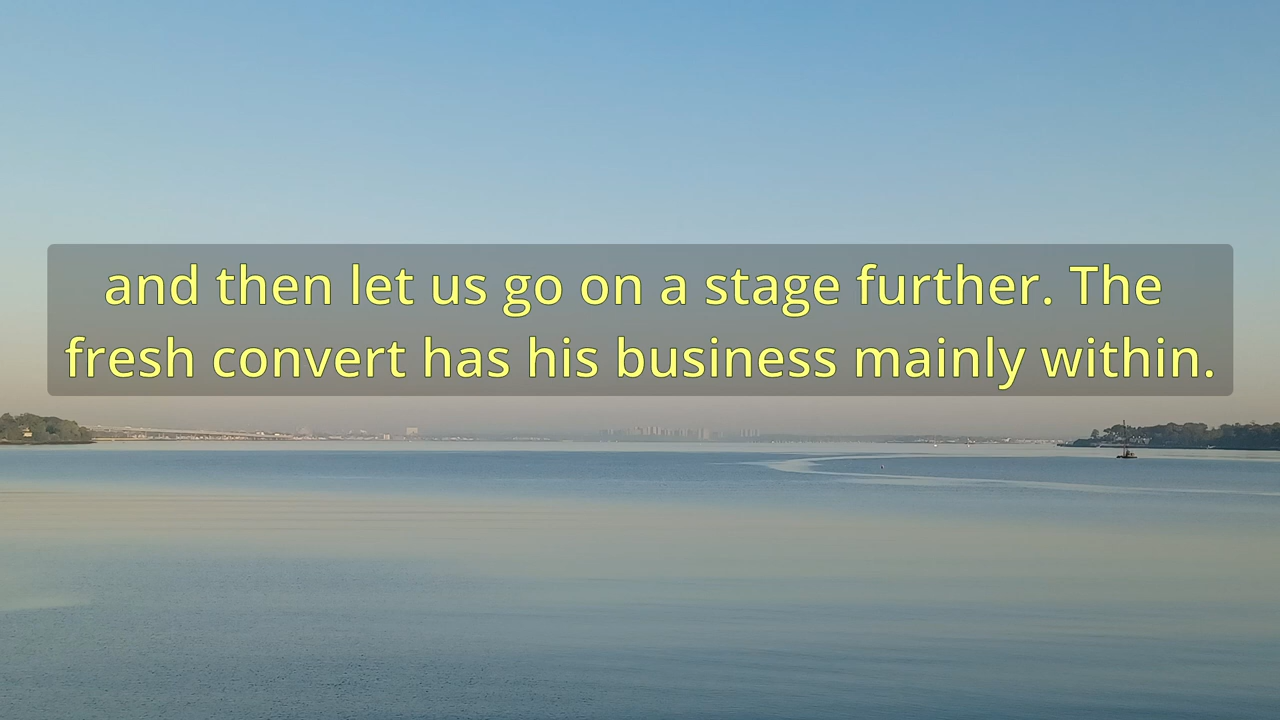 and then let us go on a stage further. The
fresh convert has his business mainly within.